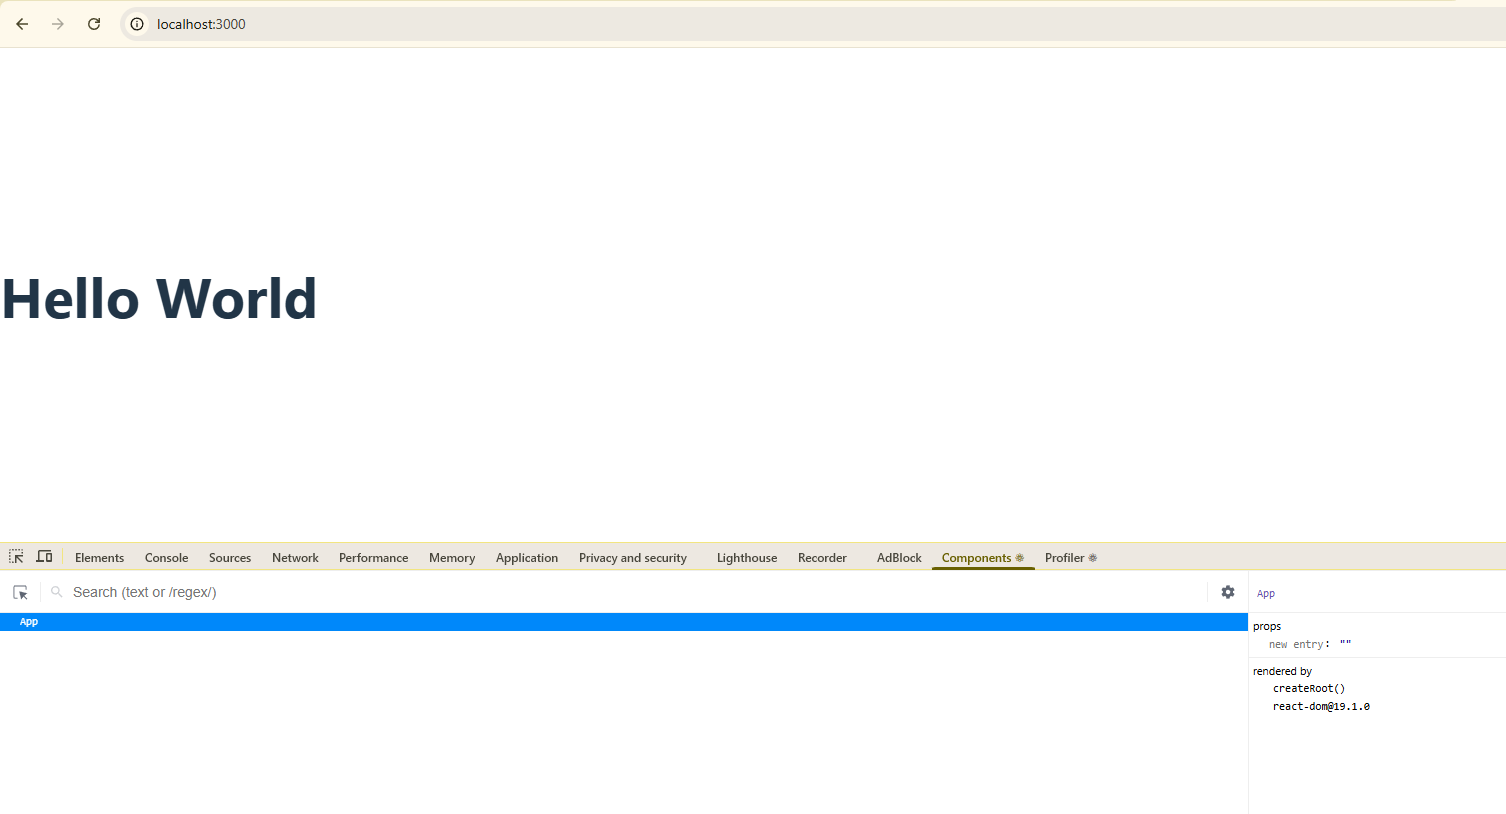 localhost:3000
Hello World
Elements Console Sources Network Performance Memory Application Privacy and security Lighthouse Recorder AdBlock Components Profiler
Search (text or /regex/)
App
App
props
new entry: ""
rendered by
createRoot()
react-dom@19.1.0